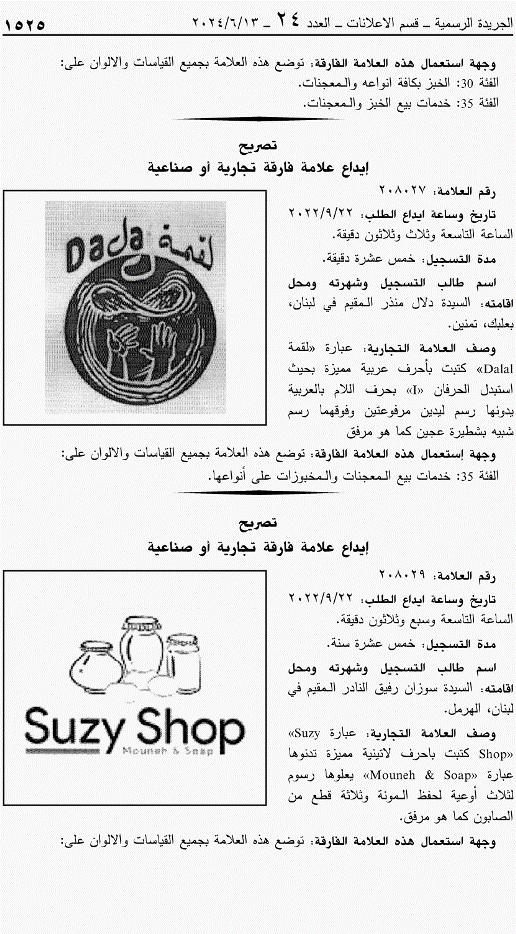 الجريدة الرسمية – قسم الاعلانات – العدد ٢٤ – ٢٠٢٤/٦/١٣
١٥٢٥
وجهة استعمال هذه العلامة الفارقة: توضع هذه العلامة بجميع القياسات والالوان على:
الفئة 30: الخبز بكافة انواعه والـمعجنات.
الفئة 35: خدمات بيع الخبز والـمعجنات.
تصريح
إيداع علامة فارقة تجارية أو صناعية
رقم العلامة: ٢٠٨٠٢٧
تاريخ وساعة ايداع الطلب: ٢٠٢٢/٩/٢٢
الساعة التاسعة وثلاث وثلاثون دقيقة.
مدة التسجيل: خمس عشرة دقيقة.
اسم طالب التسجيل وشهرته ومحل
اقامته: السيدة دلال منذر الـمقيم في لبنان،
بعلبك، تمنين.
وصف العلامة التجارية: عبارة «لقمة
Dalal» كتبت بأحرف عربية مميزة بحيث
استبدل الحرفان «I» بحرف اللام بالعربية
يدونها رسم ليدين مرفوعتين وفوقهما رسم
شبيه بشطيرة عجين كما هو مرفق
لقمة Dalal
وجهة إستعمال هذه العلامة الفارقة: توضع هذه العلامة بجميع القياسات والالوان على:
الفئة 35: خدمات بيع الـمعجنات والـمخبوزات على أنواعها.
تصريح
إيداع علامة فارقة تجارية أو صناعية
رقم العلامة: ٢٠٨٠٢٩
تاريخ وساعة ايداع الطلب: ٢٠٢٢/٩/٢٢
الساعة التاسعة وسبع وثلاثون دقيقة.
مدة التسجيل: خمس عشرة سنة.
اسم طالب التسجيل وشهرته ومحل
اقامته: السيدة سوزان رفيق النادر الـمقيم في
لبنان، الهرمل.
وصف العلامة التجارية: عبارة «Suzy
Shop» كتبت باحرف لاتينية مميزة تدنوها
عبارة «Mouneh & Soap» يعلوها رسوم
لثلاث أوعية لحفظ الـمونة وثلاثة قطع من
الصابون كما هو مرفق.
Suzy Shop
Mouneh & Soap
وجهة استعمال هذه العلامة الفارقة: توضع هذه العلامة بجميع القياسات والالوان على: